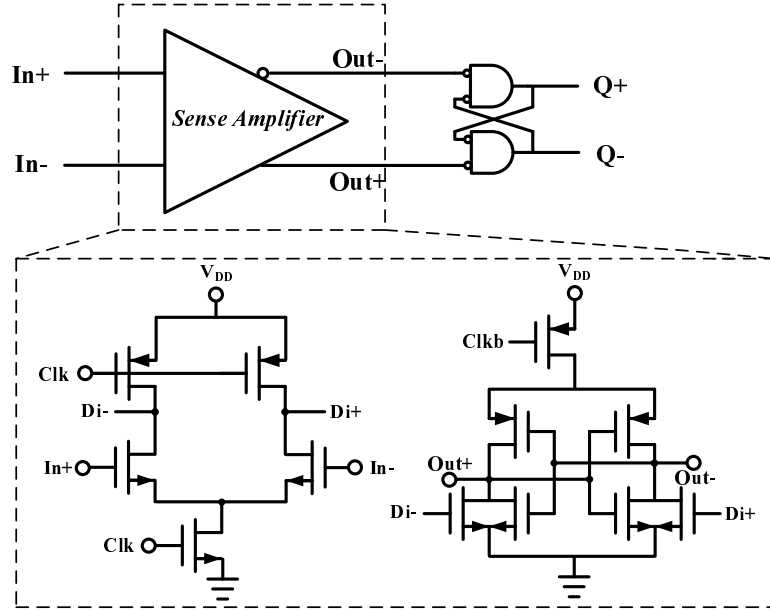 Out-
In+
Q+
Sense Amplifier
In-
Q-
Out+
VDD
VDD
Clkb
Clk
Di-
Di+
In+
In-
Out+
Out-
Di-
Di+
Clk